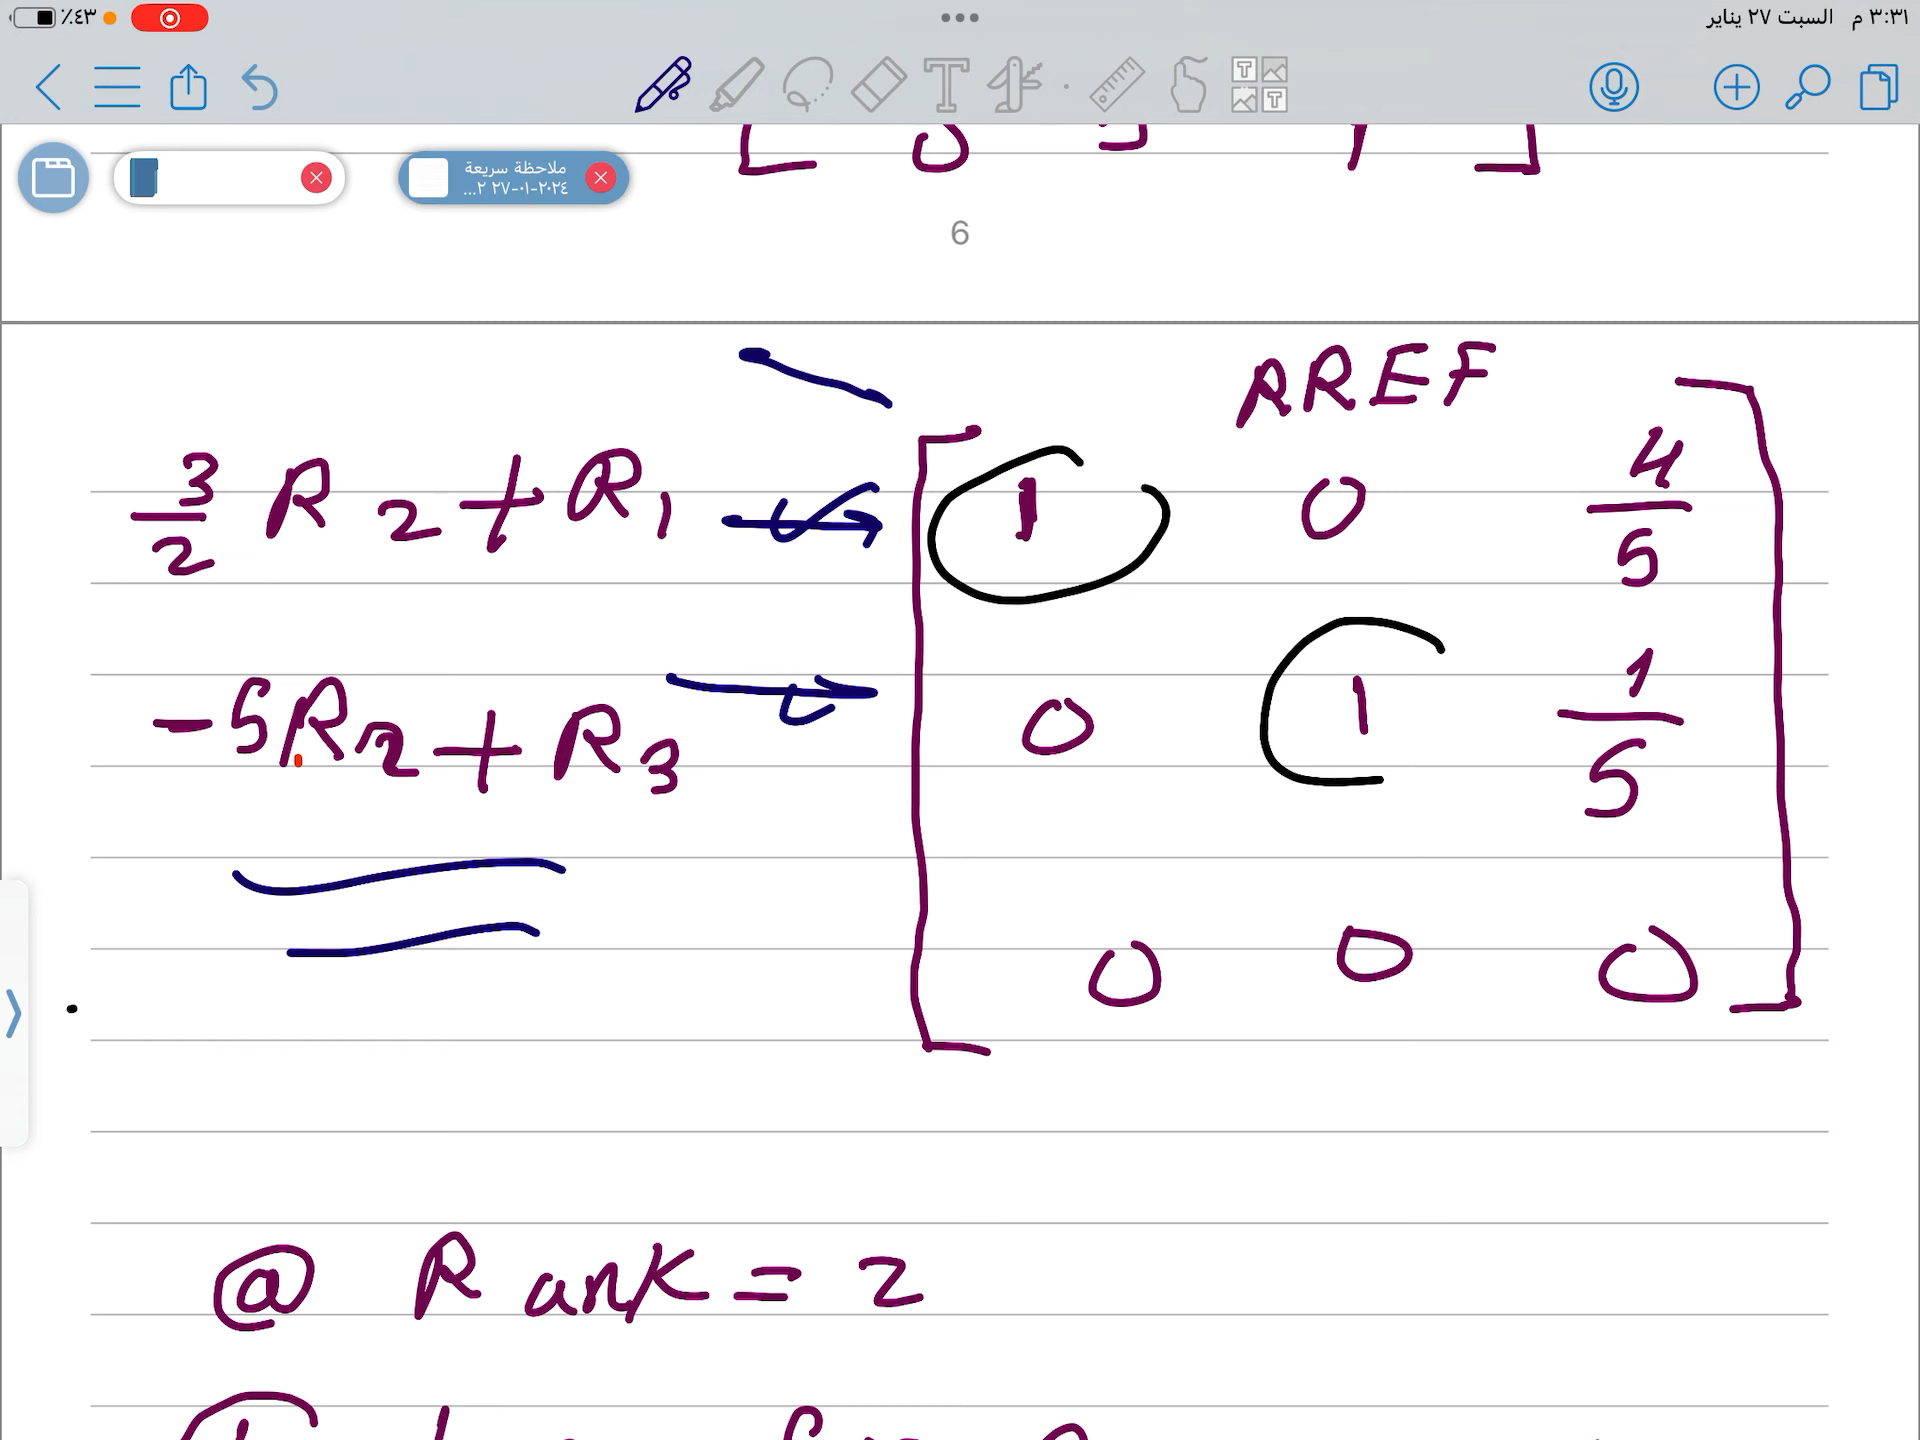 ٪٤٣
السبت ٢٧ يناير ٣:٣١ م
ملاحظة سريعة
٢٠٢٤-٠١-٢٧ ٢...
6
RREF
3/2 R2 + R1
1 0 4/5
-5R2 + R3
0 1 1/5
0 0 0
@ Rank = 2